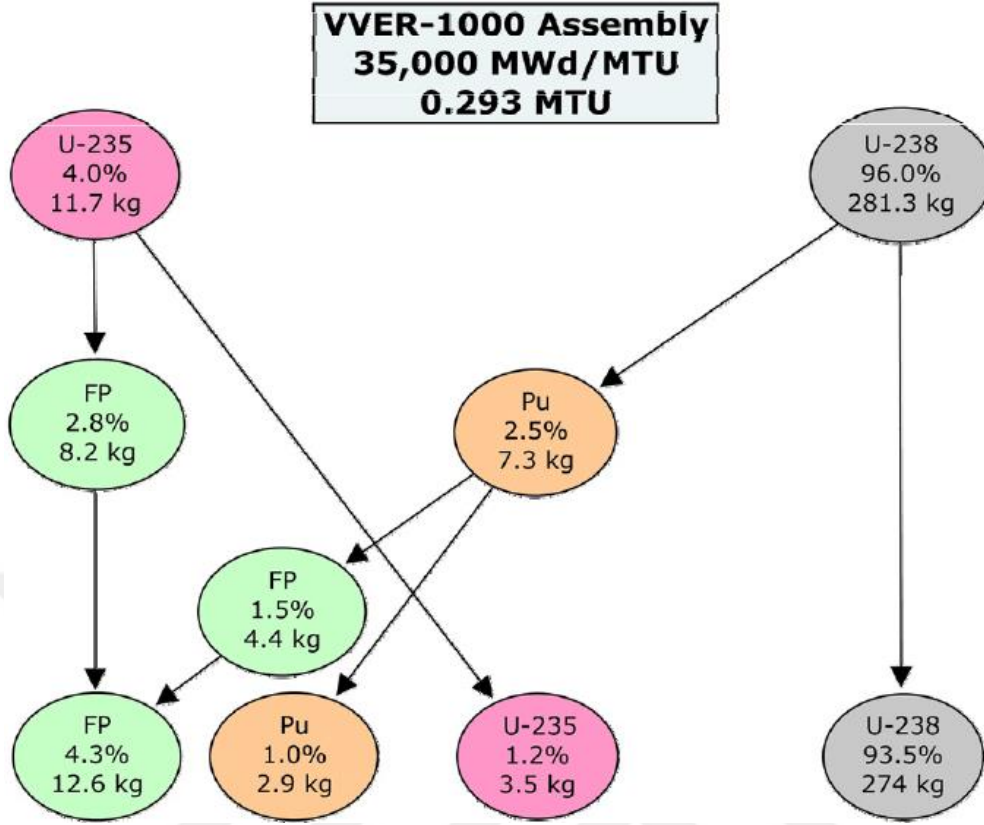 VVER-1000 Assembly
35,000 MWd/MTU
0.293 MTU
U-235
4.0%
11.7 kg
U-238
96.0%
281.3 kg
FP
2.8%
8.2 kg
Pu
2.5%
7.3 kg
FP
1.5%
4.4 kg
FP
4.3%
12.6 kg
Pu
1.0%
2.9 kg
U-235
1.2%
3.5 kg
U-238
93.5%
274 kg